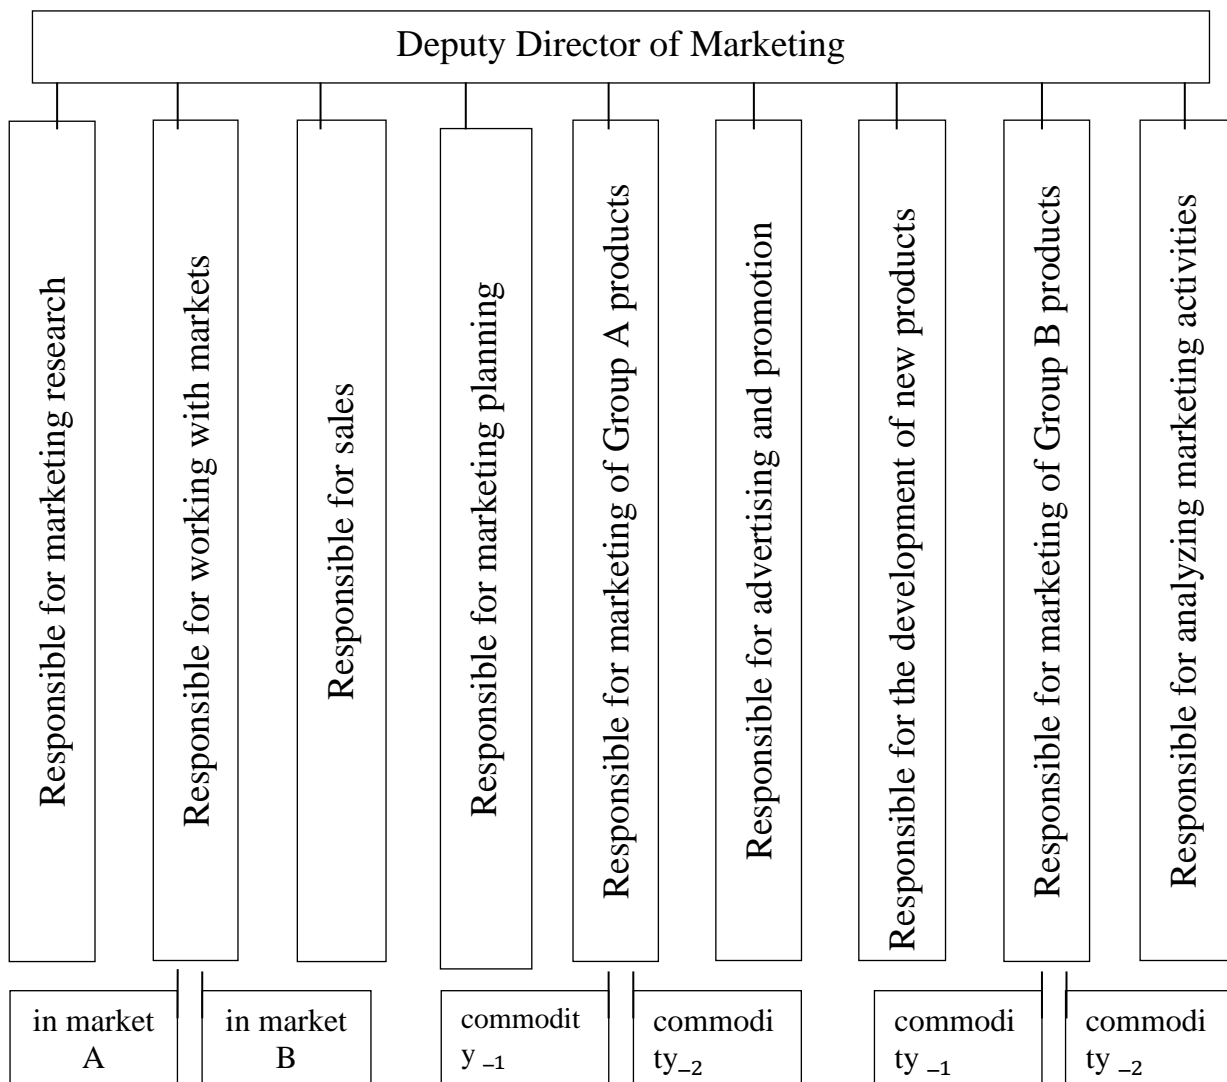 Deputy Director of Marketing
Responsible for marketing research
Responsible for working with markets
Responsible for sales
Responsible for marketing planning
Responsible for marketing of Group A products
Responsible for advertising and promotion
Responsible for the development of new products
Responsible for marketing of Group B products
Responsible for analyzing marketing activities
in market
A
in market
B
commodit
y –1
commodi
ty–2
commodi
ty –1
commodi
ty–2